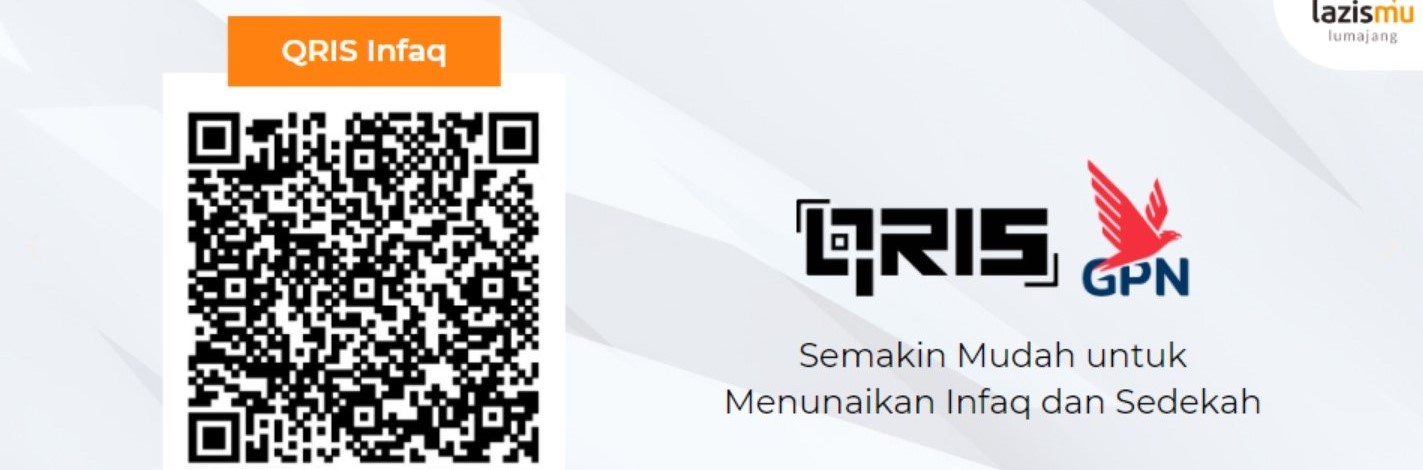 QRIS Infaq
lazismu
lumajang
QRIS
GPN
Semakin Mudah untuk
Menunaikan Infaq dan Sedekah